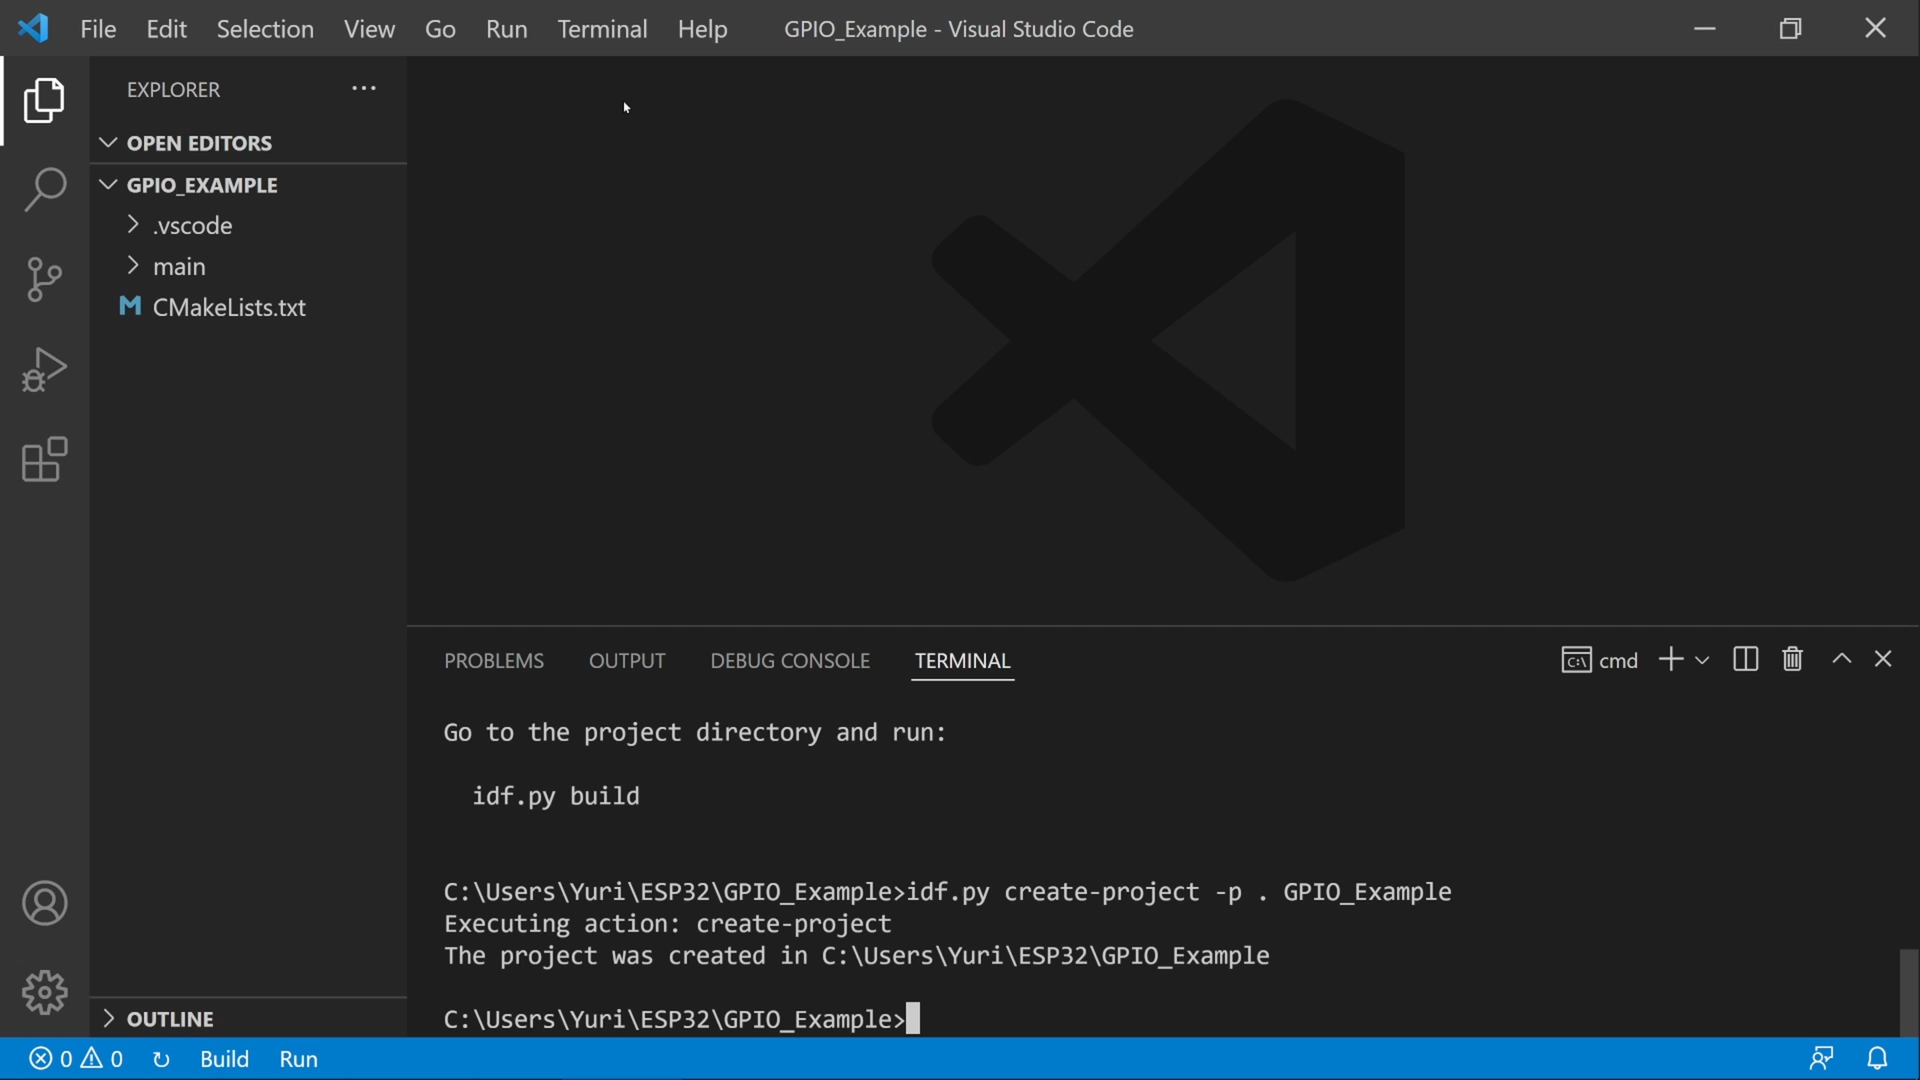 File Edit Selection View Go Run Terminal Help GPIO_Example - Visual Studio Code
EXPLORER
OPEN EDITORS
GPIO_EXAMPLE
.vscode
main
M CMakeLists.txt
OUTLINE
PROBLEMS OUTPUT DEBUG CONSOLE TERMINAL cmd
Go to the project directory and run:
idf.py build
C:\Users\Yuri\ESP32\GPIO_Example>idf.py create-project -p . GPIO_Example
Executing action: create-project
The project was created in C:\Users\Yuri\ESP32\GPIO_Example
C:\Users\Yuri\ESP32\GPIO_Example>
0 0 Build Run